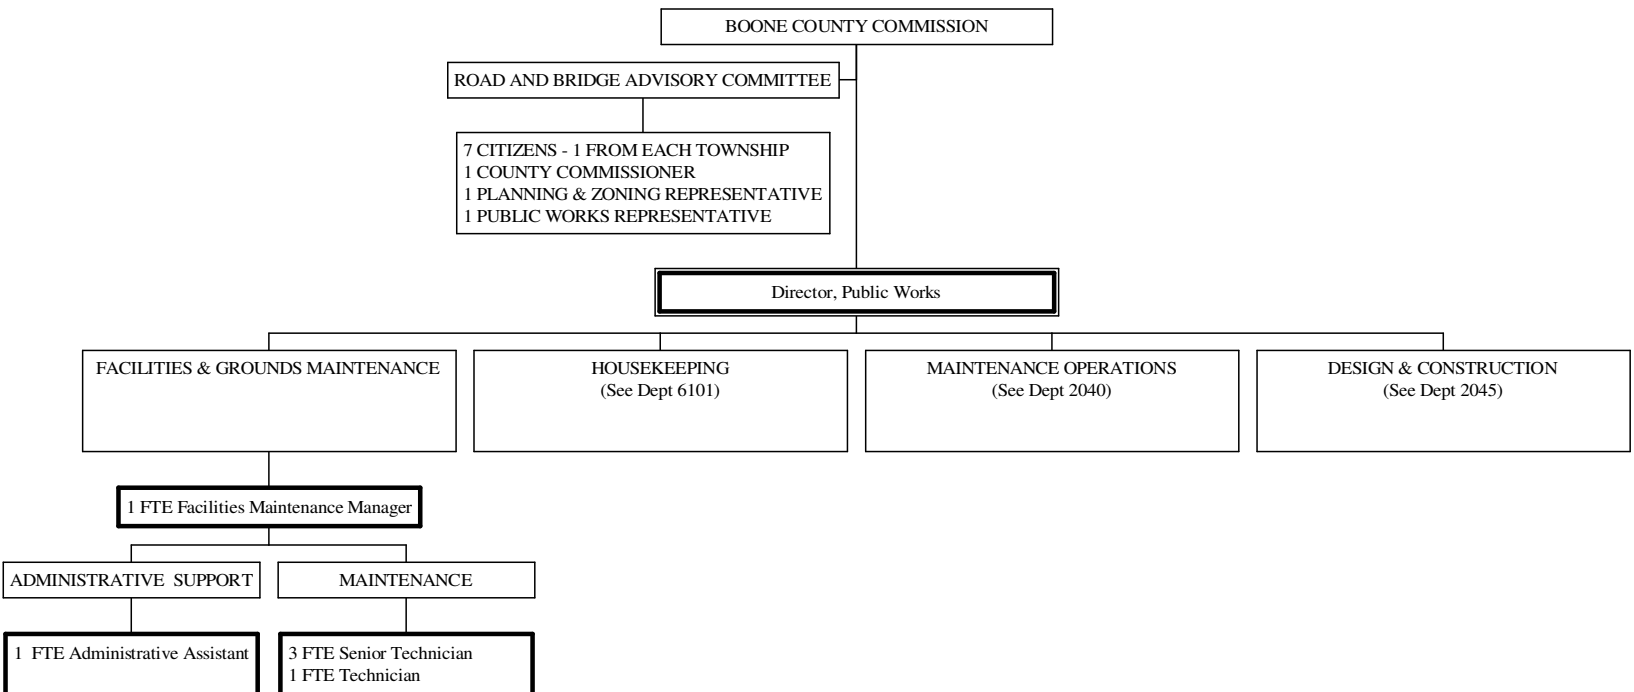 BOONE COUNTY COMMISSION
ROAD AND BRIDGE ADVISORY COMMITTEE
7 CITIZENS - 1 FROM EACH TOWNSHIP
1 COUNTY COMMISSIONER
1 PLANNING & ZONING REPRESENTATIVE
1 PUBLIC WORKS REPRESENTATIVE
Director, Public Works
FACILITIES & GROUNDS MAINTENANCE
HOUSEKEEPING
(See Dept 6101)
MAINTENANCE OPERATIONS
(See Dept 2040)
DESIGN & CONSTRUCTION
(See Dept 2045)
1 FTE Facilities Maintenance Manager
ADMINISTRATIVE SUPPORT
MAINTENANCE
1 FTE Administrative Assistant
3 FTE Senior Technician
1 FTE Technician